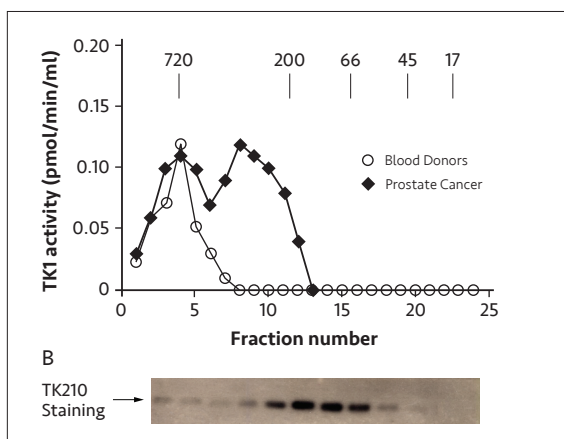 0.20
720 200 66 45 17
0.15
0.10
0.05
0
TK1 activity (pmol/min/ml)
Blood Donors
Prostate Cancer
0 5 10 15 20 25
Fraction number
B
TK210
Staining